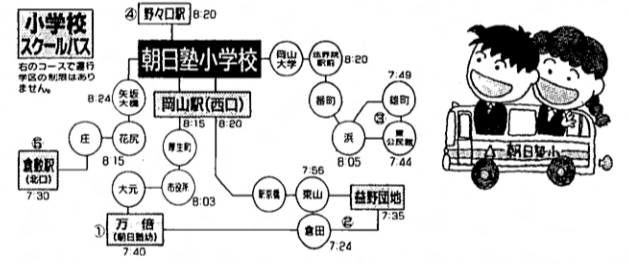 小学校
スクールバス
右のコースで運行
学区の制限はあり
ません。
④ 野々口駅 8:20
朝日塾小学校
岡山
大学
法界院
駅前
8:20
番町
浜
8:05
7:49
雄町
③
東
公民館
7:44
矢坂
大橋
8:24
岡山駅(西口)
8:15
8:20
厚生町
市役所
8:03
大元
⑤
倉敷駅
(北口)
7:30
庄
花尻
8:15
① 万倍
(朝日塾幼)
7:40
新京橋
7:56
東山
益野団地
7:35
②
倉田
7:24
朝日塾小